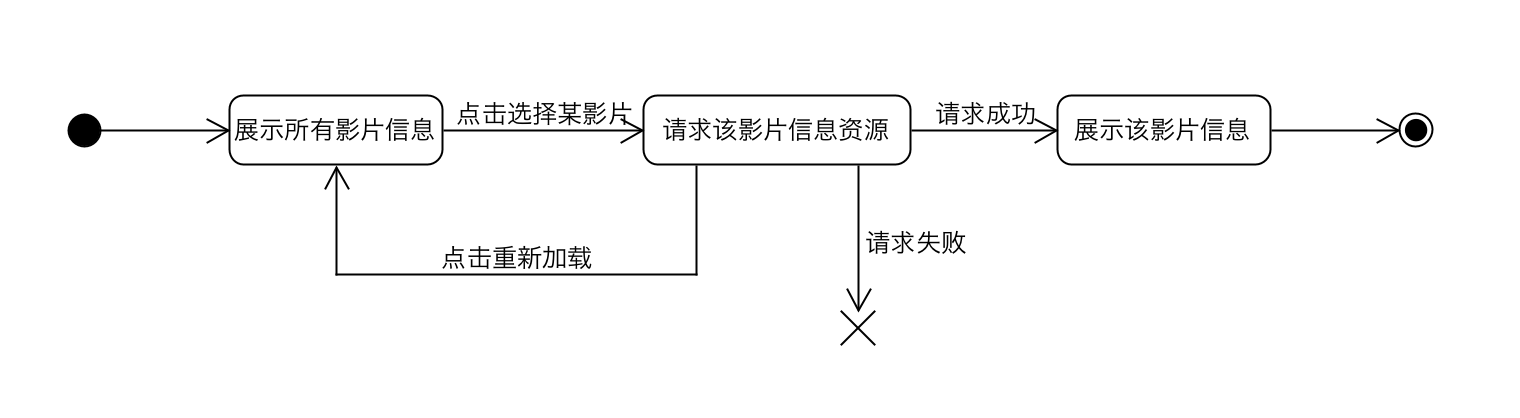 展示所有影片信息
点击选择某影片
请求该影片信息资源
请求成功
展示该影片信息
点击重新加载
请求失败